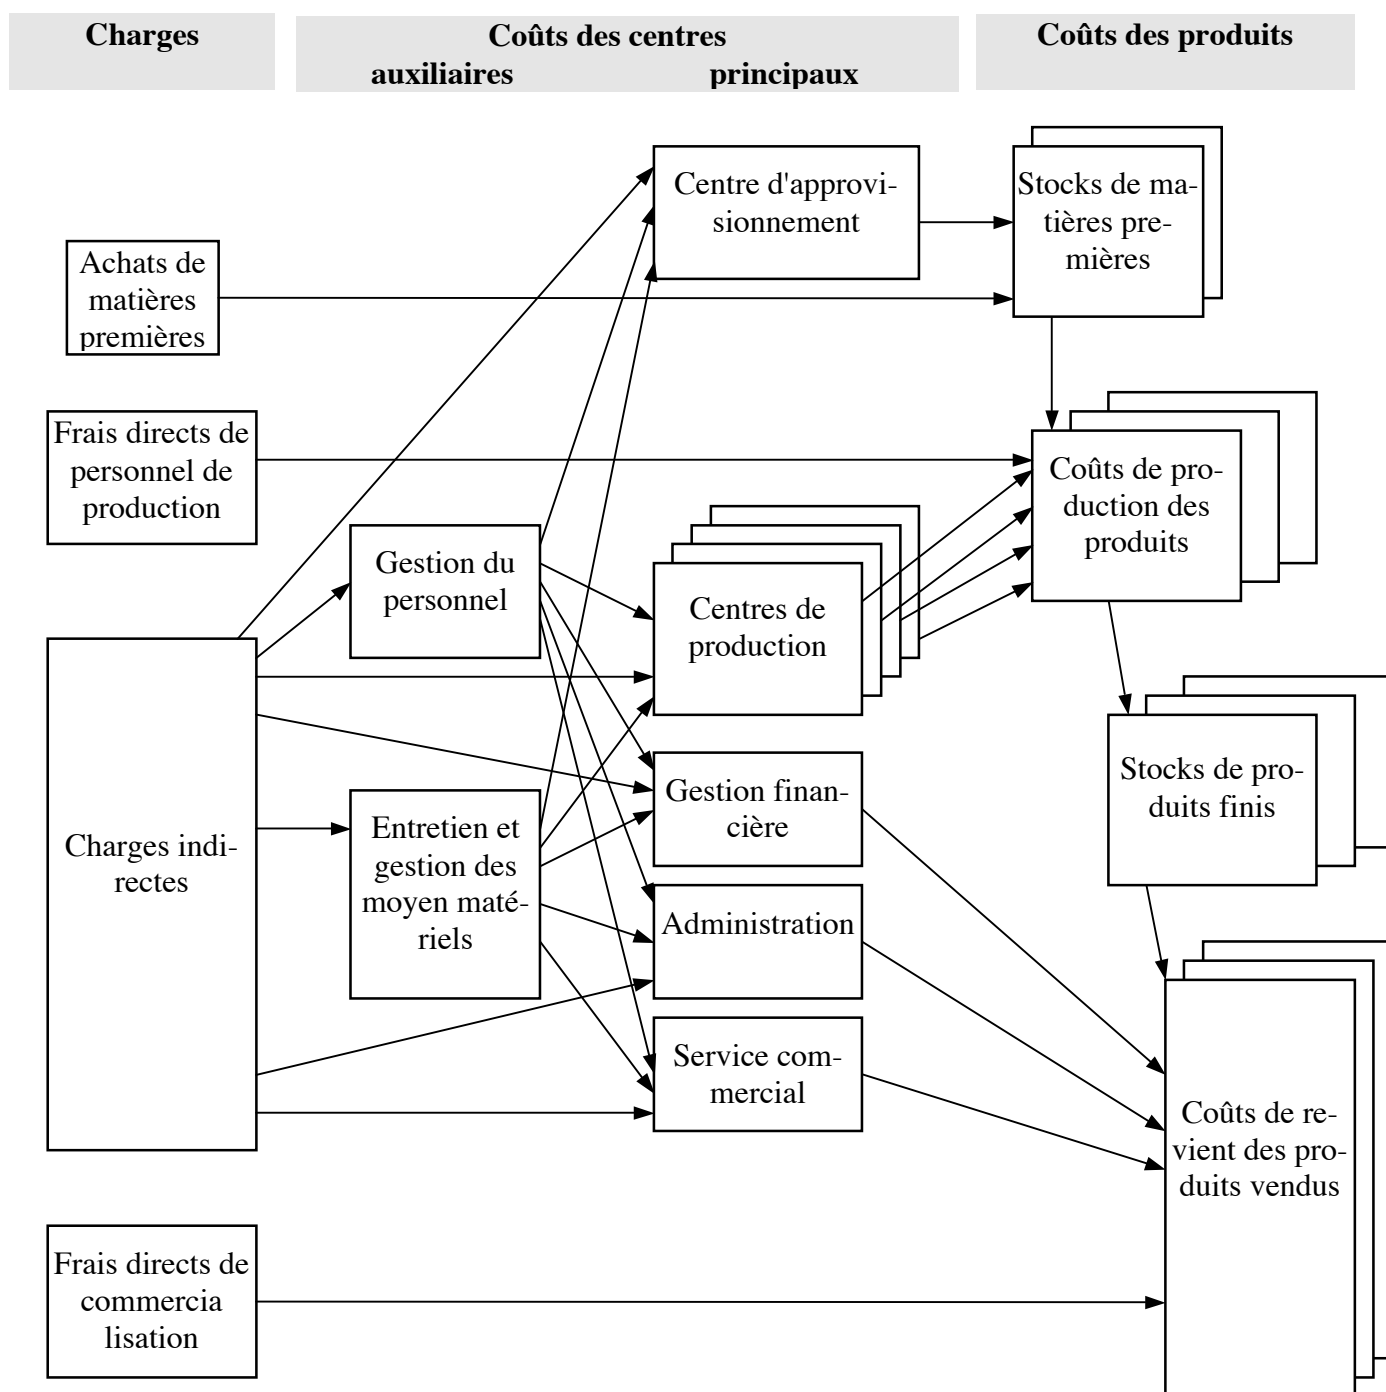 Charges
Coûts des centres
auxiliaires principaux
Coûts des produits
Centre d'approvi-
sionnement
Stocks de ma-
tières pre-
mières
Achats de
matières
premières
Frais directs de
personnel de
production
Coûts de pro-
duction des
produits
Gestion du
personnel
Centres de
production
Charges indi-
rectes
Entretien et
gestion des
moyen maté-
riels
Gestion finan-
cière
Stocks de pro-
duits finis
Administration
Service com-
mercial
Coûts de re-
vient des pro-
duits vendus
Frais directs de
commercia
lisation